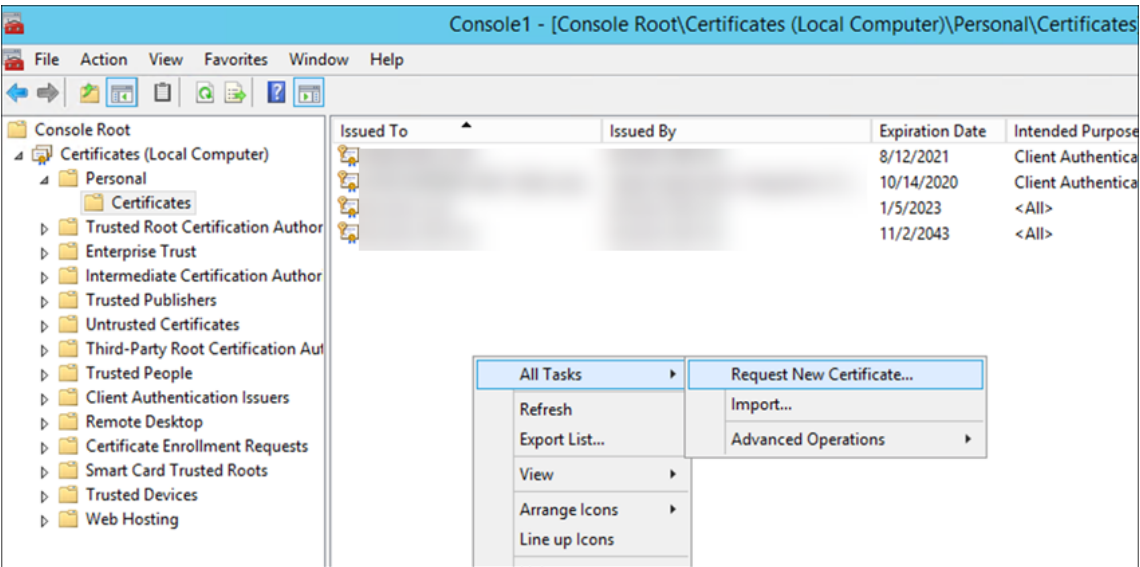 Console1 - [Console Root\Certificates (Local Computer)\Personal\Certificates
File Action View Favorites Window Help
Console Root
Certificates (Local Computer)
Personal
Certificates
Trusted Root Certification Author
Enterprise Trust
Intermediate Certification Author
Trusted Publishers
Untrusted Certificates
Third-Party Root Certification Aut
Trusted People
Client Authentication Issuers
Remote Desktop
Certificate Enrollment Requests
Smart Card Trusted Roots
Trusted Devices
Web Hosting
Issued To Issued By Expiration Date Intended Purpose
8/12/2021 Client Authentica
10/14/2020 Client Authentica
1/5/2023 <All>
11/2/2043 <All>
All Tasks
Refresh
Export List...
View
Arrange Icons
Line up Icons
Request New Certificate...
Import...
Advanced Operations